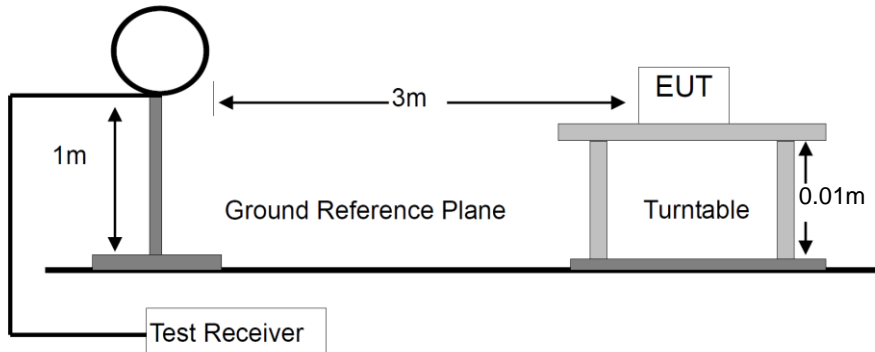 EUT
3m
1m
0.01m
Ground Reference Plane
Turntable
Test Receiver